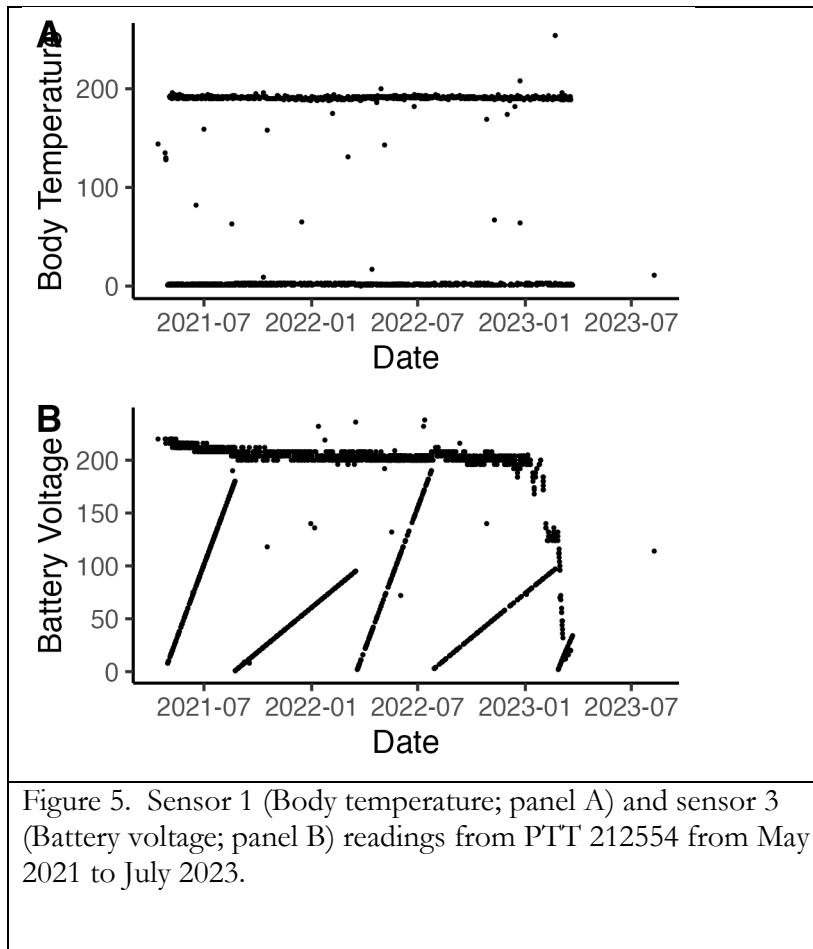 A
Body Temperature
200
100
0
2021-07 2022-01 2022-07 2023-01 2023-07
Date
B
Battery Voltage
200
150
100
50
0
2021-07 2022-01 2022-07 2023-01 2023-07
Date
Figure 5.  Sensor 1 (Body temperature; panel A) and sensor 3
(Battery voltage; panel B) readings from PTT 212554 from May
2021 to July 2023.